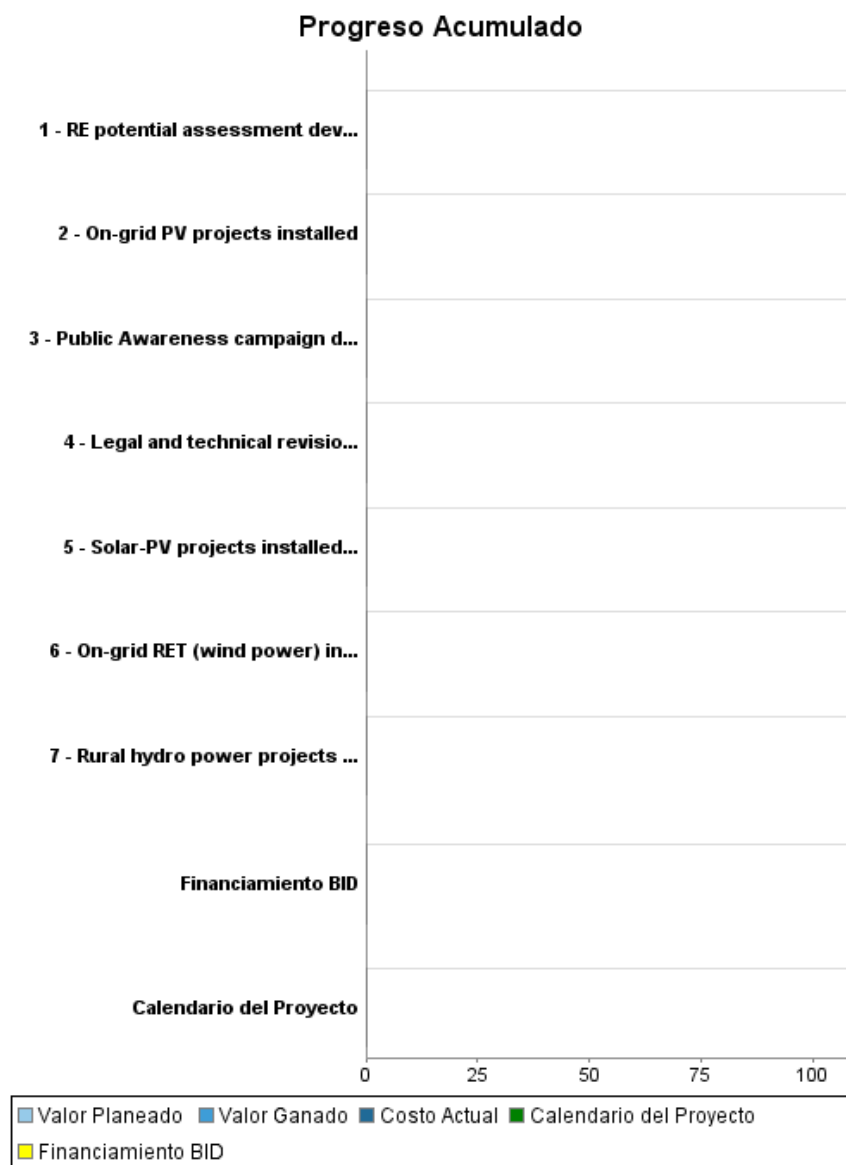 Progreso Acumulado
1 - RE potential assessment dev...
2 - On-grid PV projects installed
3 - Public Awareness campaign d...
4 - Legal and technical revisio...
5 - Solar-PV projects installed...
6 - On-grid RET (wind power) in...
7 - Rural hydro power projects ...
Financiamiento BID
Calendario del Proyecto
0 25 50 75 100
Valor Planeado Valor Ganado Costo Actual Calendario del Proyecto
Financiamiento BID